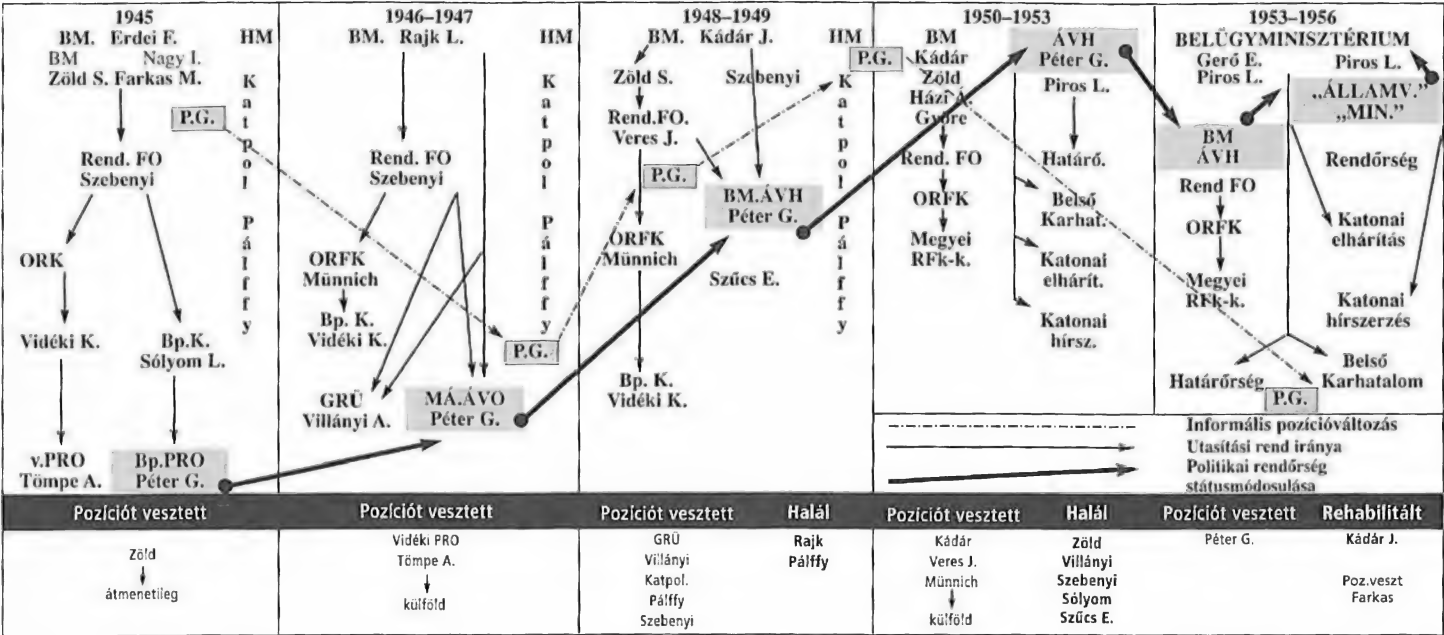 1945
BM. Erdei F. HM
BM Nagy I.
Zöld S. Farkas M.
Katpol Pálffy
P.G.
Rend. FO
Szebenyi
ORK
Vidéki K.
Bp.K.
Sólyom L.
v.PRO
Tömpe A.
Bp.PRO
Péter G.
1946–1947
BM. Rajk L. HM
Katpol Pálffy
Rend. FO
Szebenyi
ORFK
Münnich
Bp. K.
Vidéki K.
P.G.
GRÜ
Villányi A.
MÁ.ÁVO
Péter G.
1948–1949
BM. Kádár J. HM
Katpol Pálffy
Zöld S.
Szebenyi
Rend.FO.
Veres J.
P.G.
BM.ÁVH
Péter G.
ORFK
Münnich
Szűcs E.
Bp. K.
Vidéki K.
1950–1953
BM
Kádár
Zöld
Házi Á.
Györe
P.G.
Rend. FO
ORFK
Megyei
RFk-k.
ÁVH
Péter G.
Piros L.
Határő.
Belső
Karhat.
Katonai
elhárít.
Katonai
hírsz.
1953–1956
BELÜGYMINISZTÉRIUM
Gerő E.
Piros L.
Piros L.
„ÁLLAMV.”
„MIN.”
BM
ÁVH
Rendőrség
Rend FO
ORFK
Megyei
RFk-k.
Katonai
elhárítás
Katonai
hírszerzés
Határőrség
Belső
Karhatalom
P.G.
Informális pozícióváltozás
Utasítási rend iránya
Politikai rendőrség
státusmódosulása
Pozíciót vesztett
Zöld
átmenetileg
Pozíciót vesztett
Vidéki PRO
Tömpe A.
külföld
Pozíciót vesztett Halál
GRÜ Rajk
Villányi Pálffy
Katpol.
Pálffy
Szebenyi
Pozíciót vesztett Halál
Kádár Zöld
Veres J. Villányi
Münnich Szebenyi
Sólyom
külföld Szűcs E.
Pozíciót vesztett Rehabilitált
Péter G. Kádár J.
Poz.veszt
Farkas